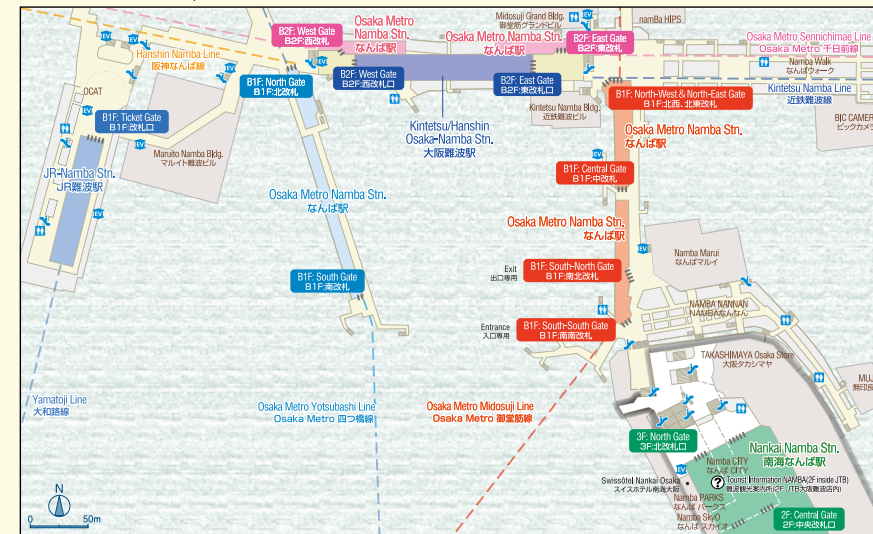 Midosuji Grand Bldg.
御堂筋グランドビル
namBa HIPS
B2F: West Gate
B2F:西改札
Osaka Metro
Namba Stn.
なんば駅
Osaka Metro Namba Stn.
なんば駅
B2F: East Gate
B2F:東改札
Osaka Metro Sennichimae Line
Osaka Metro 千日前線
Hanshin Namba Line
阪神なんば線
Namba Walk
なんばウォーク
B1F: North Gate
B1F:北改札
B2F: West Gate
B2F:西改札口
B2F: East Gate
B2F:東改札口
Kintetsu Namba Line
近鉄難波線
OCAT
B1F: North-West & North-East Gate
B1F:北西、北東改札
Kintetsu Namba Bldg.
近鉄難波ビル
B1F: Ticket Gate
B1F:改札口
BIC CAMERA
ビックカメラ
Kintetsu/Hanshin
Osaka-Namba Stn.
大阪難波駅
Osaka Metro Namba Stn.
なんば駅
Maruito Namba Bldg.
マルイト難波ビル
JR-Namba Stn.
JR難波駅
B1F: Central Gate
B1F:中改札
Osaka Metro Namba Stn.
なんば駅
Osaka Metro Namba Stn.
なんば駅
Namba Marui
なんばマルイ
B1F: South Gate
B1F:南改札
Exit
出口専用
B1F: South-North Gate
B1F:南北改札
NAMBA NANNAN
NAMBAなんなん
Entrance
入口専用
B1F: South-South Gate
B1F:南南改札
TAKASHIMAYA Osaka Store
大阪タカシマヤ
MUJ
無印良
Yamatoji Line
大和路線
Osaka Metro Yotsubashi Line
Osaka Metro 四つ橋線
Osaka Metro Midosuji Line
Osaka Metro 御堂筋線
3F: North Gate
3F:北改札口
Nankai Namba Stn.
南海なんば駅
Namba CITY
なんば CITY
Swissôtel Nankai Osaka
スイスホテル南海大阪
Tourist Information NAMBA(2F inside JTB)
難波観光案内所(2F JTB大阪難波店内)
Namba PARKS
なんば パークス
Namba SkyO
なんば スカイオ
2F: Central Gate
2F:中央改札口
N
0 50m
EV
EV
EV
EV
EV
EV
EV
EV
EV